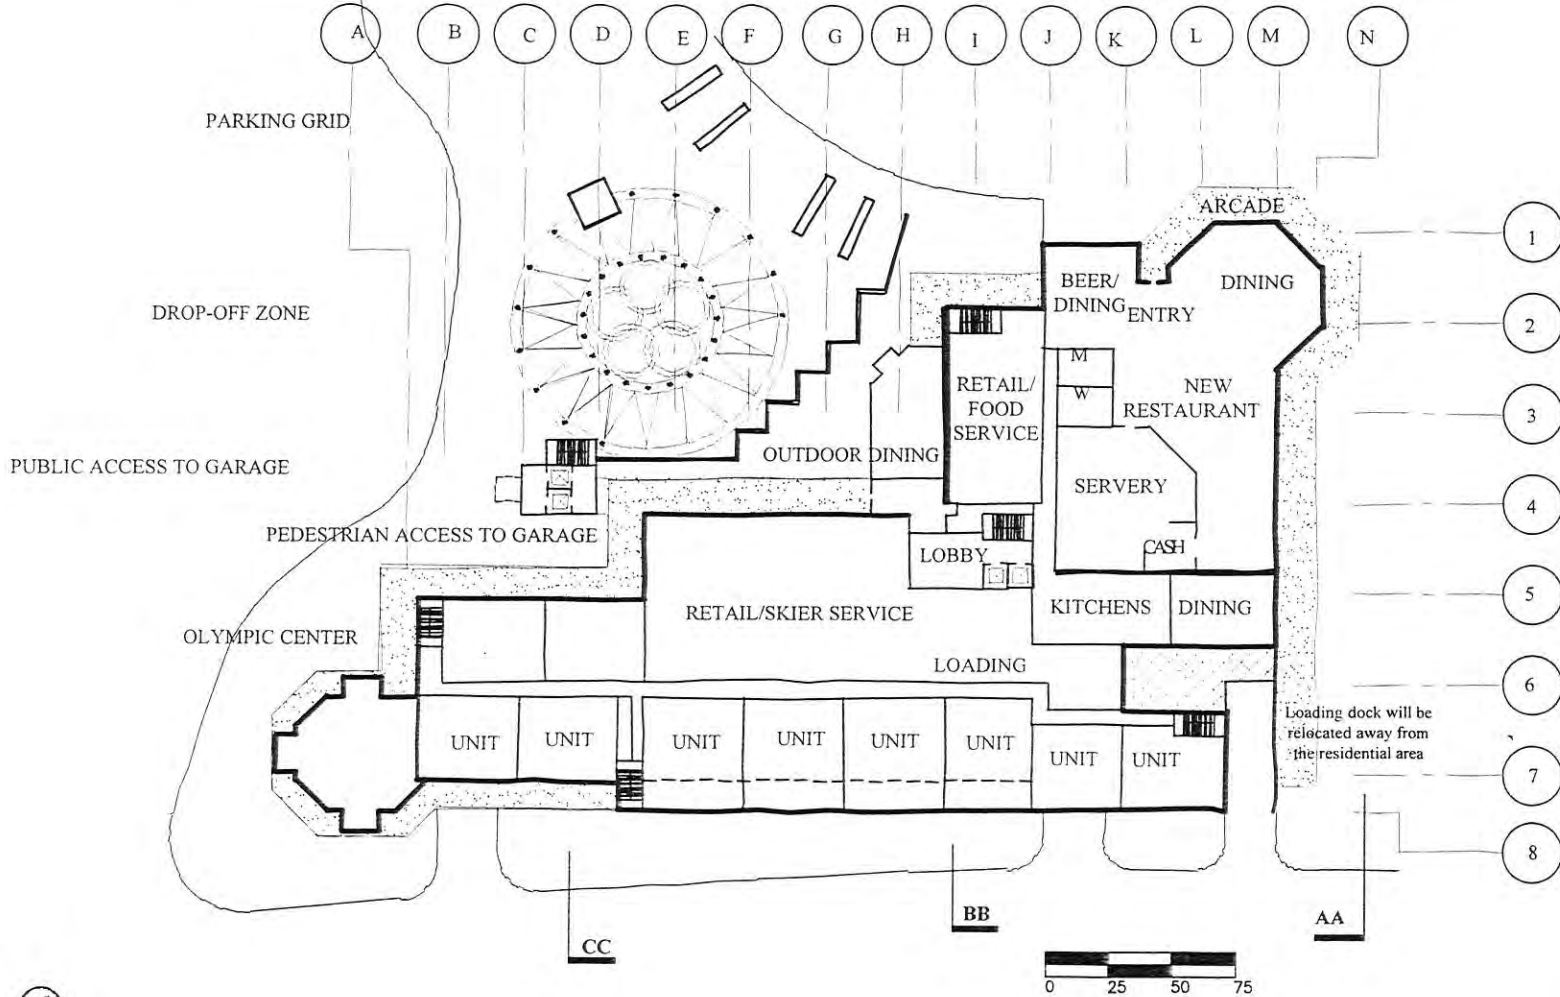 A B C D E F G H I J K L M N
PARKING GRID
ARCADE
1
BEER/
DINING
DINING
ENTRY
DROP-OFF ZONE
2
M
W
RETAIL/
FOOD
SERVICE
NEW
RESTAURANT
3
OUTDOOR DINING
PUBLIC ACCESS TO GARAGE
SERVERY
4
PEDESTRIAN ACCESS TO GARAGE
LOBBY
CASH
RETAIL/SKIER SERVICE
KITCHENS
DINING
5
OLYMPIC CENTER
LOADING
6
UNIT UNIT UNIT UNIT UNIT UNIT UNIT UNIT
Loading dock will be
relocated away from
the residential area
7
8
CC
BB
AA
0 25 50 75